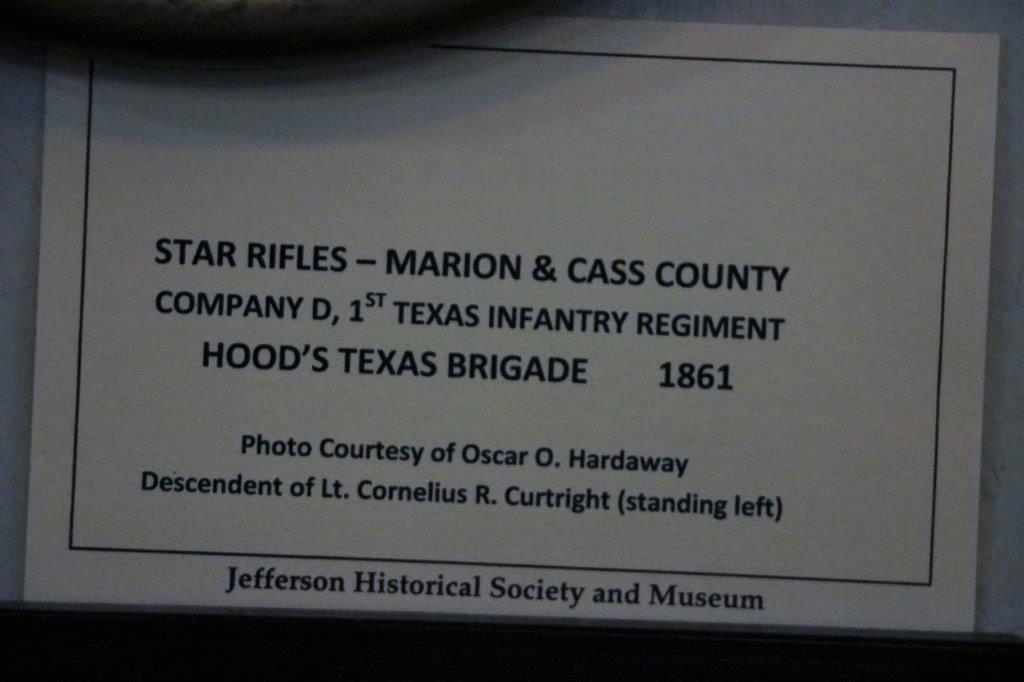 STAR RIFLES – MARION & CASS COUNTY
COMPANY D, 1ST TEXAS INFANTRY REGIMENT
HOOD'S TEXAS BRIGADE 1861
Photo Courtesy of Oscar O. Hardaway
Descendent of Lt. Cornelius R. Curtright (standing left)
Jefferson Historical Society and Museum